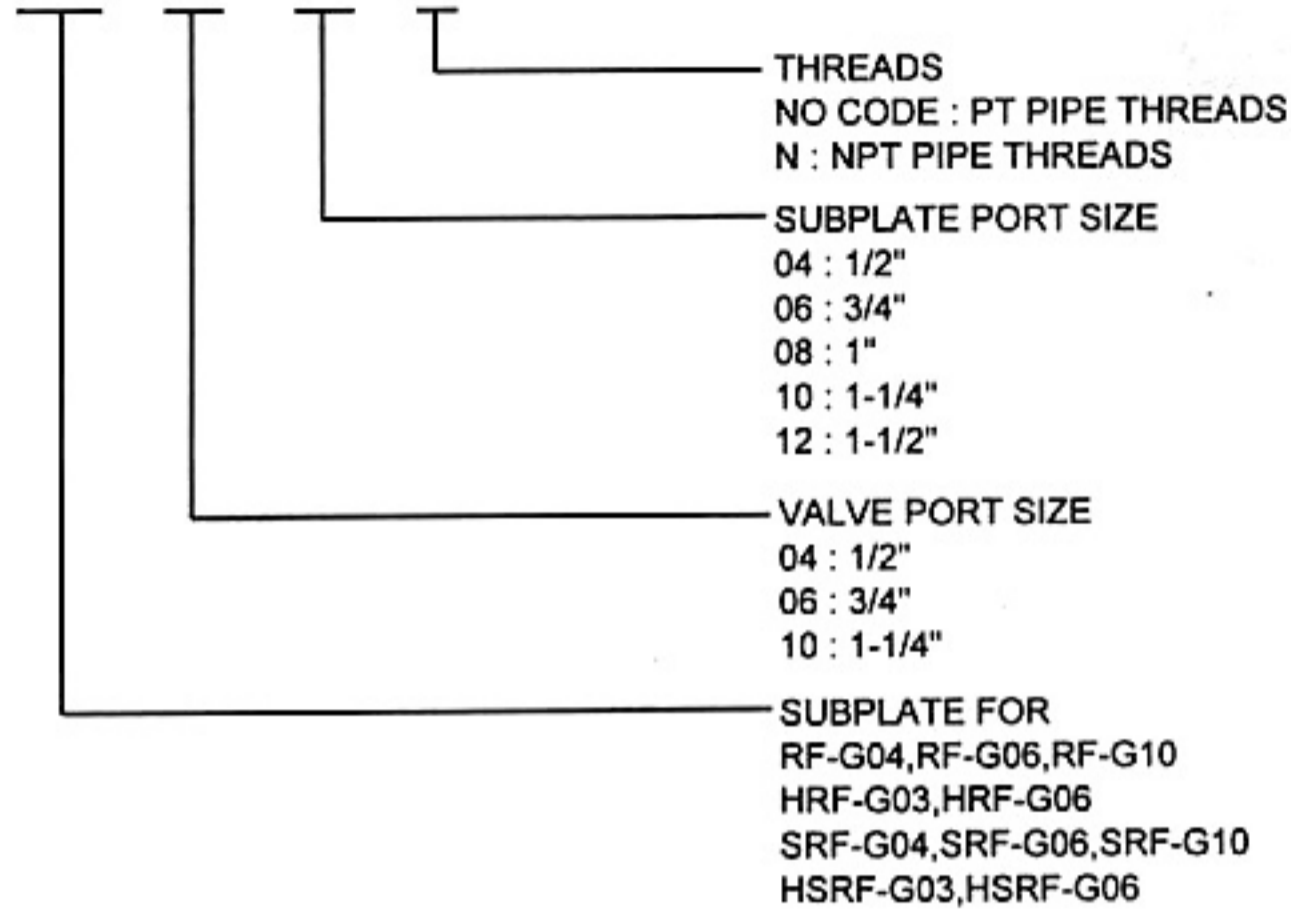 THREADS
NO CODE : PT PIPE THREADS
N : NPT PIPE THREADS
SUBPLATE PORT SIZE
04 : 1/2"
06 : 3/4"
08 : 1"
10 : 1-1/4"
12 : 1-1/2"
VALVE PORT SIZE
04 : 1/2"
06 : 3/4"
10 : 1-1/4"
SUBPLATE FOR
RF-G04,RF-G06,RF-G10
HRF-G03,HRF-G06
SRF-G04,SRF-G06,SRF-G10
HSRF-G03,HSRF-G06